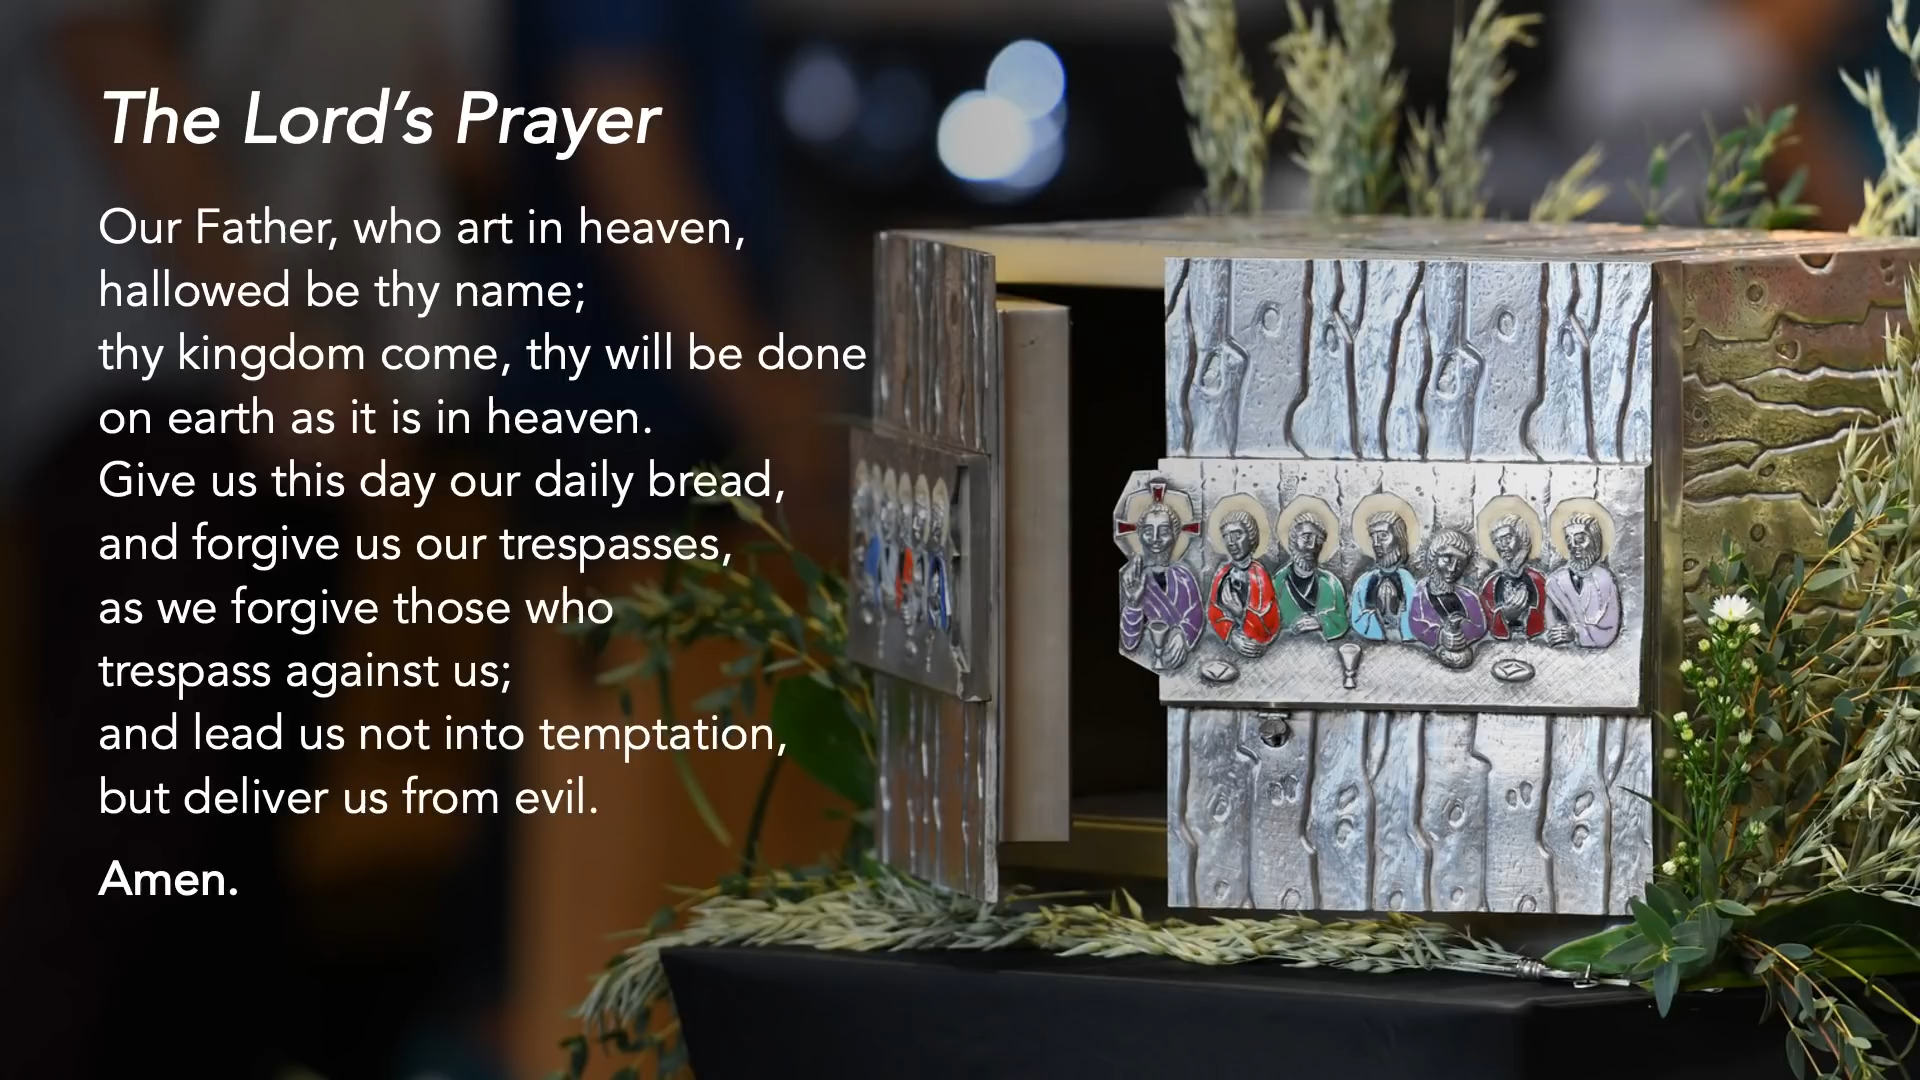 The Lord’s Prayer
Our Father, who art in heaven,
hallowed be thy name;
thy kingdom come, thy will be done
on earth as it is in heaven.
Give us this day our daily bread,
and forgive us our trespasses,
as we forgive those who
trespass against us;
and lead us not into temptation,
but deliver us from evil.
Amen.